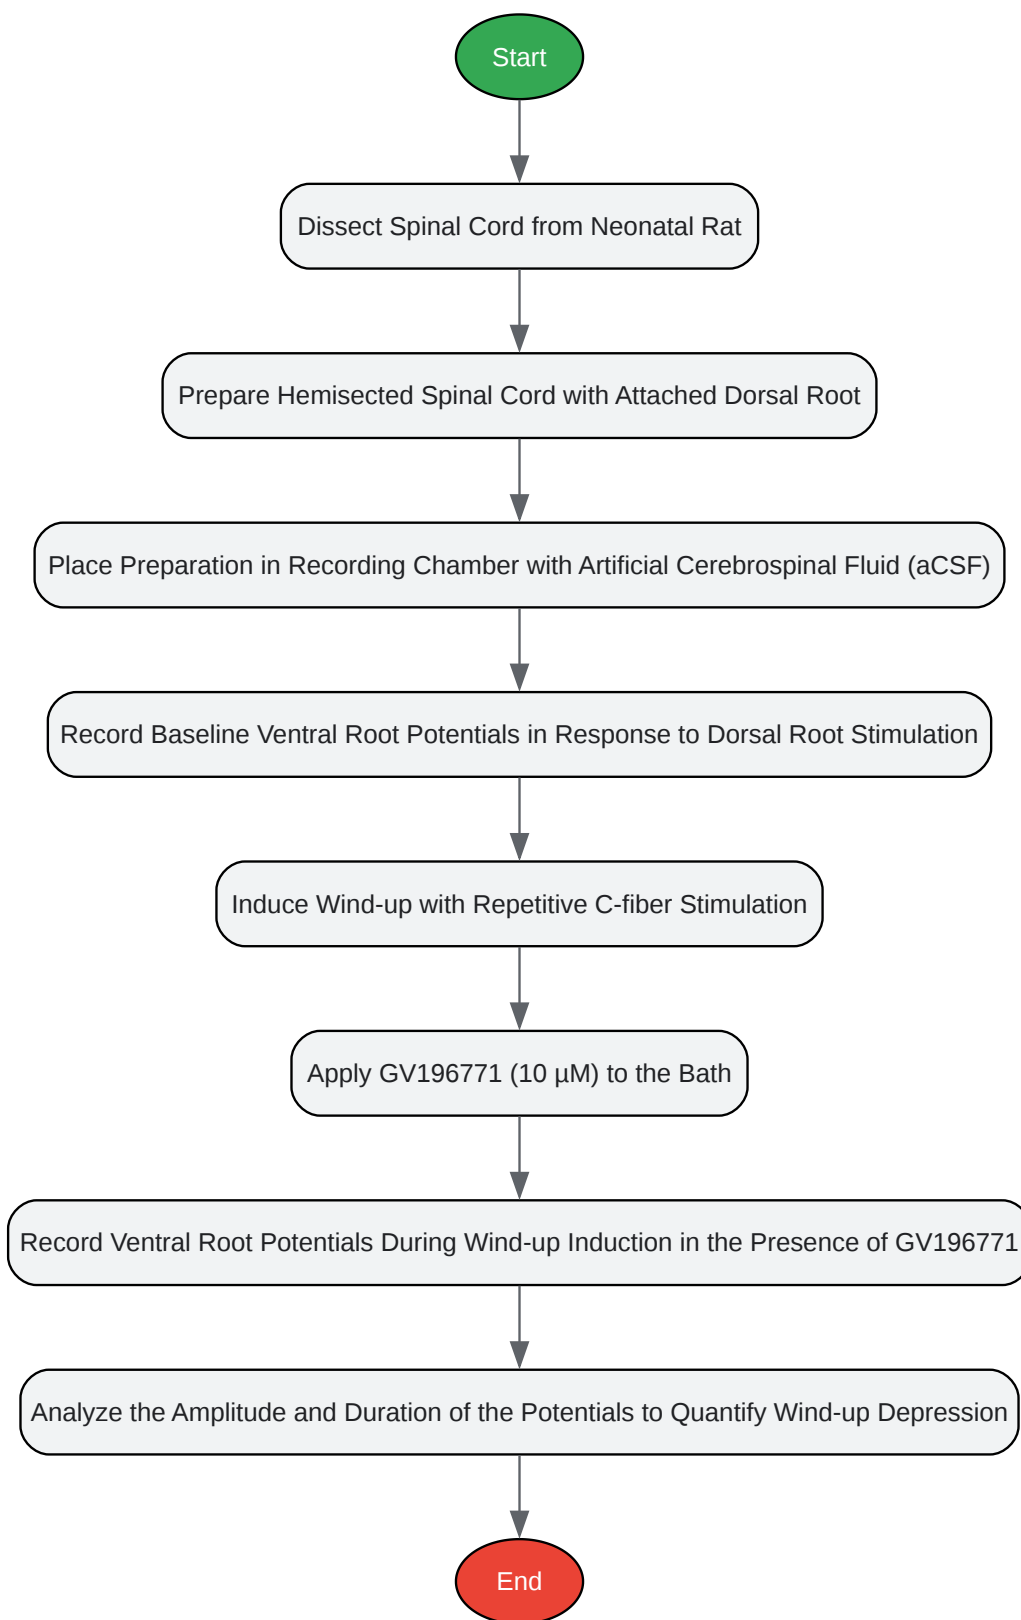 Start
Dissect Spinal Cord from Neonatal Rat
Prepare Hemisected Spinal Cord with Attached Dorsal Root
Place Preparation in Recording Chamber with Artificial Cerebrospinal Fluid (aCSF)
Record Baseline Ventral Root Potentials in Response to Dorsal Root Stimulation
Induce Wind-up with Repetitive C-fiber Stimulation
Apply GV196771 (10 µM) to the Bath
Record Ventral Root Potentials During Wind-up Induction in the Presence of GV196771
Analyze the Amplitude and Duration of the Potentials to Quantify Wind-up Depression
End